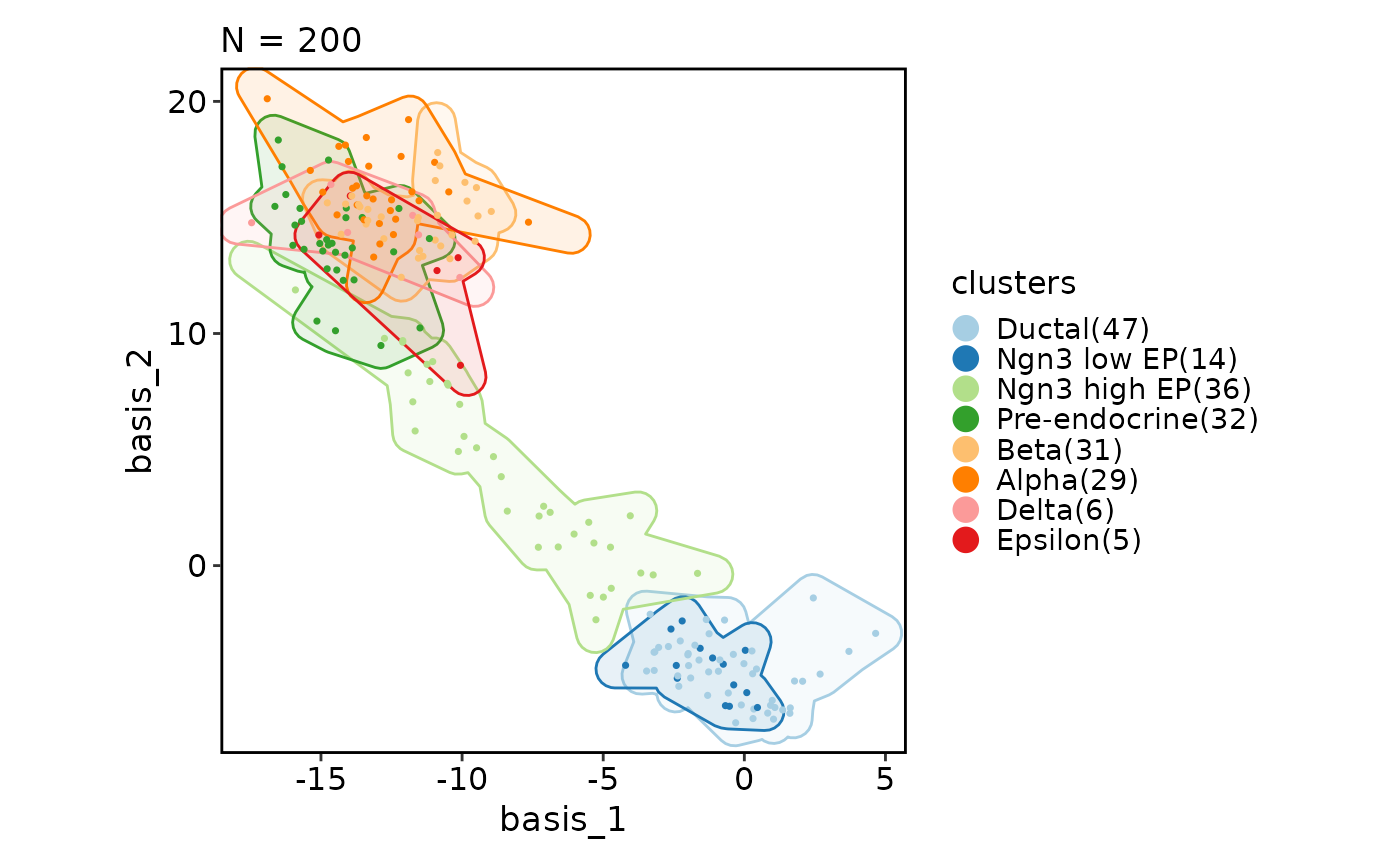 N = 200
20
10
0
basis_2
-15
-10
-5
0
5
basis_1
clusters
Ductal(47)
Ngn3 low EP(14)
Ngn3 high EP(36)
Pre-endocrine(32)
Beta(31)
Alpha(29)
Delta(6)
Epsilon(5)